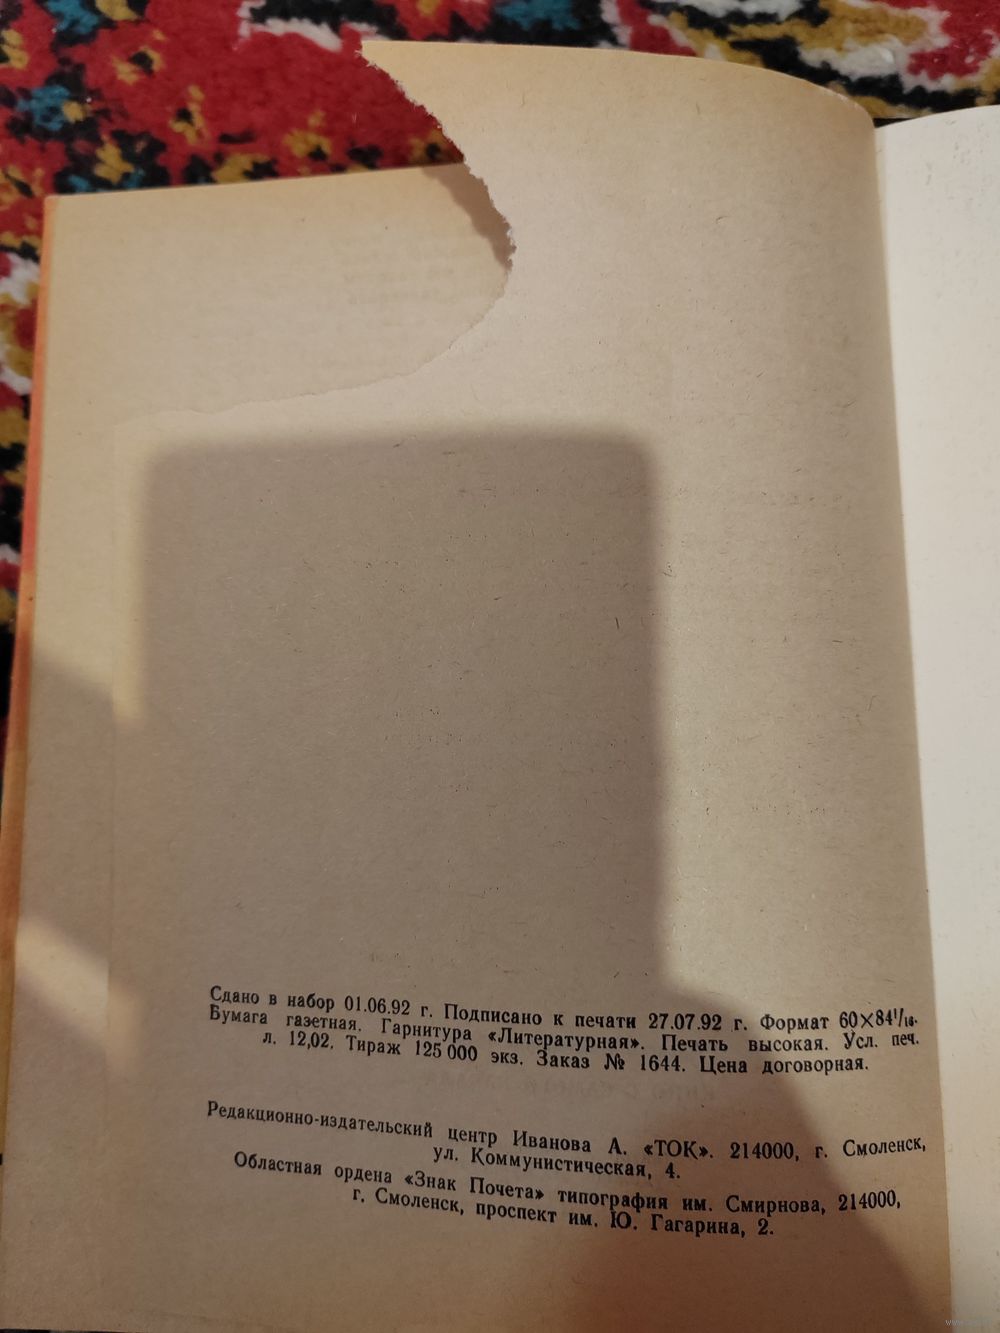 Сдано в набор 01.06.92 г. Подписано к печати 27.07.92 г. Формат 60×84¹/₁₆.
Бумага газетная. Гарнитура «Литературная». Печать высокая. Усл. печ.
л. 12,02. Тираж 125 000 экз. Заказ № 1644. Цена договорная.
Редакционно-издательский центр Иванова А. «ТОК». 214000, г. Смоленск,
ул. Коммунистическая, 4.
Областная ордена «Знак Почета» типография им. Смирнова, 214000,
г. Смоленск, проспект им. Ю. Гагарина, 2.